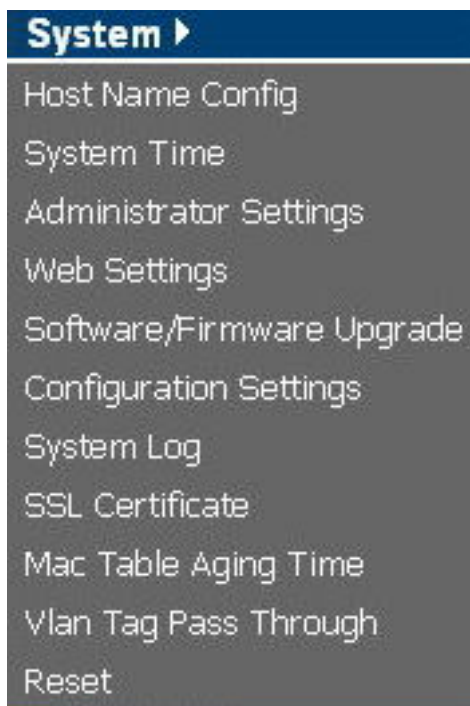 System
Host Name Config
System Time
Administrator Settings
Web Settings
Software/Firmware Upgrade
Configuration Settings
System Log
SSL Certificate
Mac Table Aging Time
Vlan Tag Pass Through
Reset